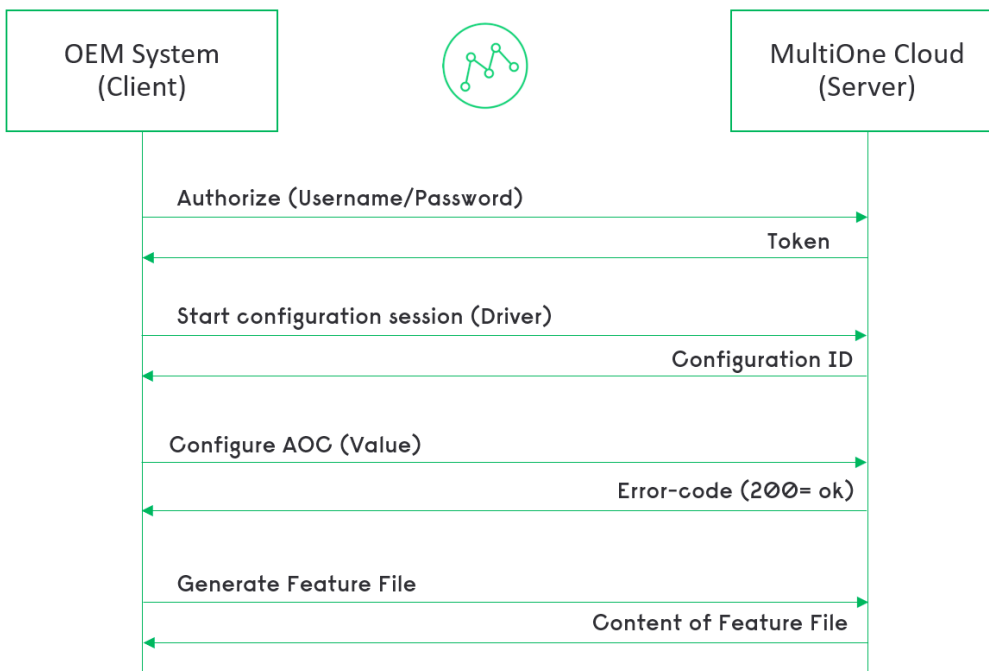 OEM System
(Client)
MultiOne Cloud
(Server)
Authorize (Username/Password)
Token
Start configuration session (Driver)
Configuration ID
Configure AOC (Value)
Error-code (200= ok)
Generate Feature File
Content of Feature File